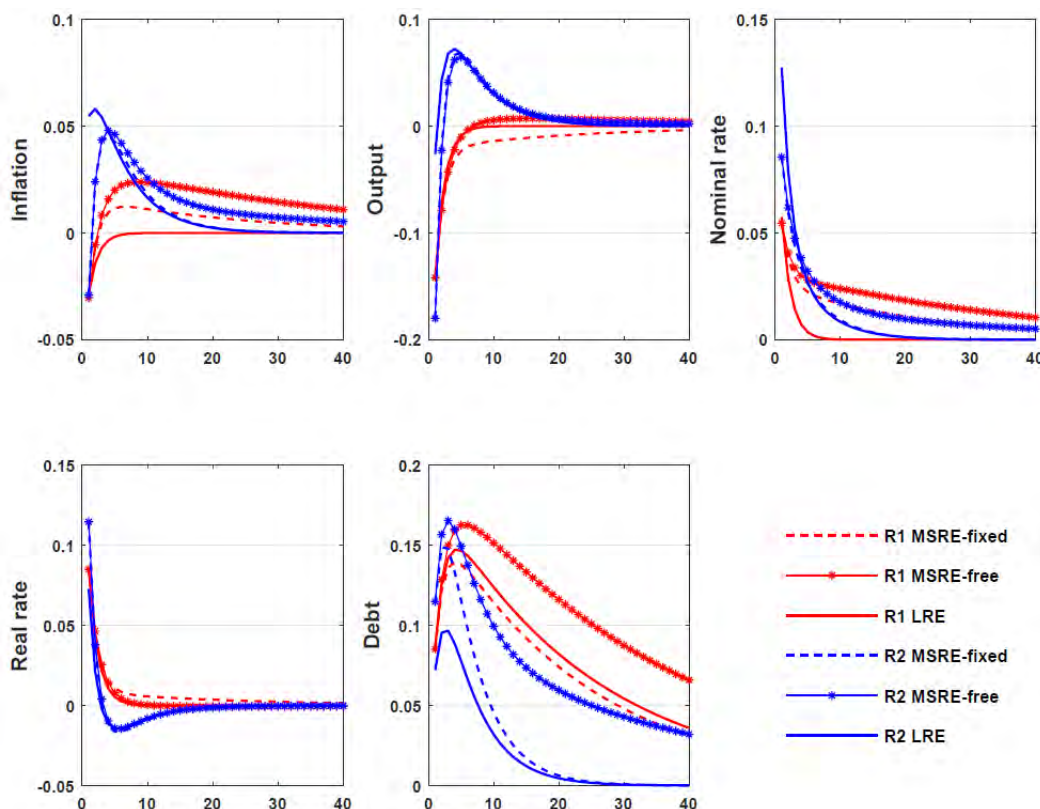 0.1
0.05
0
-0.05
0 10 20 30 40
Inflation
0.1
0
-0.1
-0.2
0 10 20 30 40
Output
0.15
0.1
0.05
0
0 10 20 30 40
Nominal rate
0.15
0.1
0.05
0
-0.05
0 10 20 30 40
Real rate
0.2
0.15
0.1
0.05
0
0 10 20 30 40
Debt
R1 MSRE-fixed
R1 MSRE-free
R1 LRE
R2 MSRE-fixed
R2 MSRE-free
R2 LRE